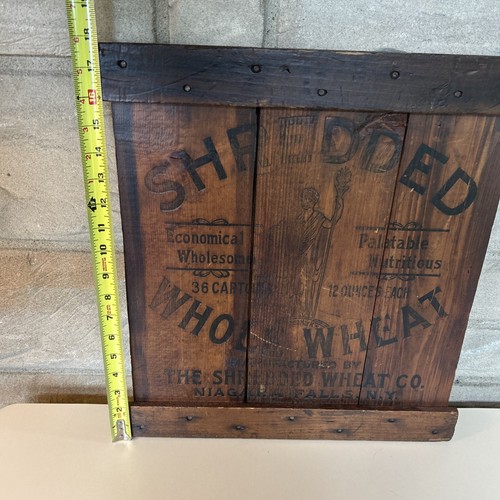 SHREDDED
Economical
Wholesome
Palatable
Nutritious
36 CARTONS
12 OUNCES EACH
WHOLE WHEAT
MANUFACTURED BY
THE SHREDDED WHEAT CO.
NIAGARA FALLS, N.Y.